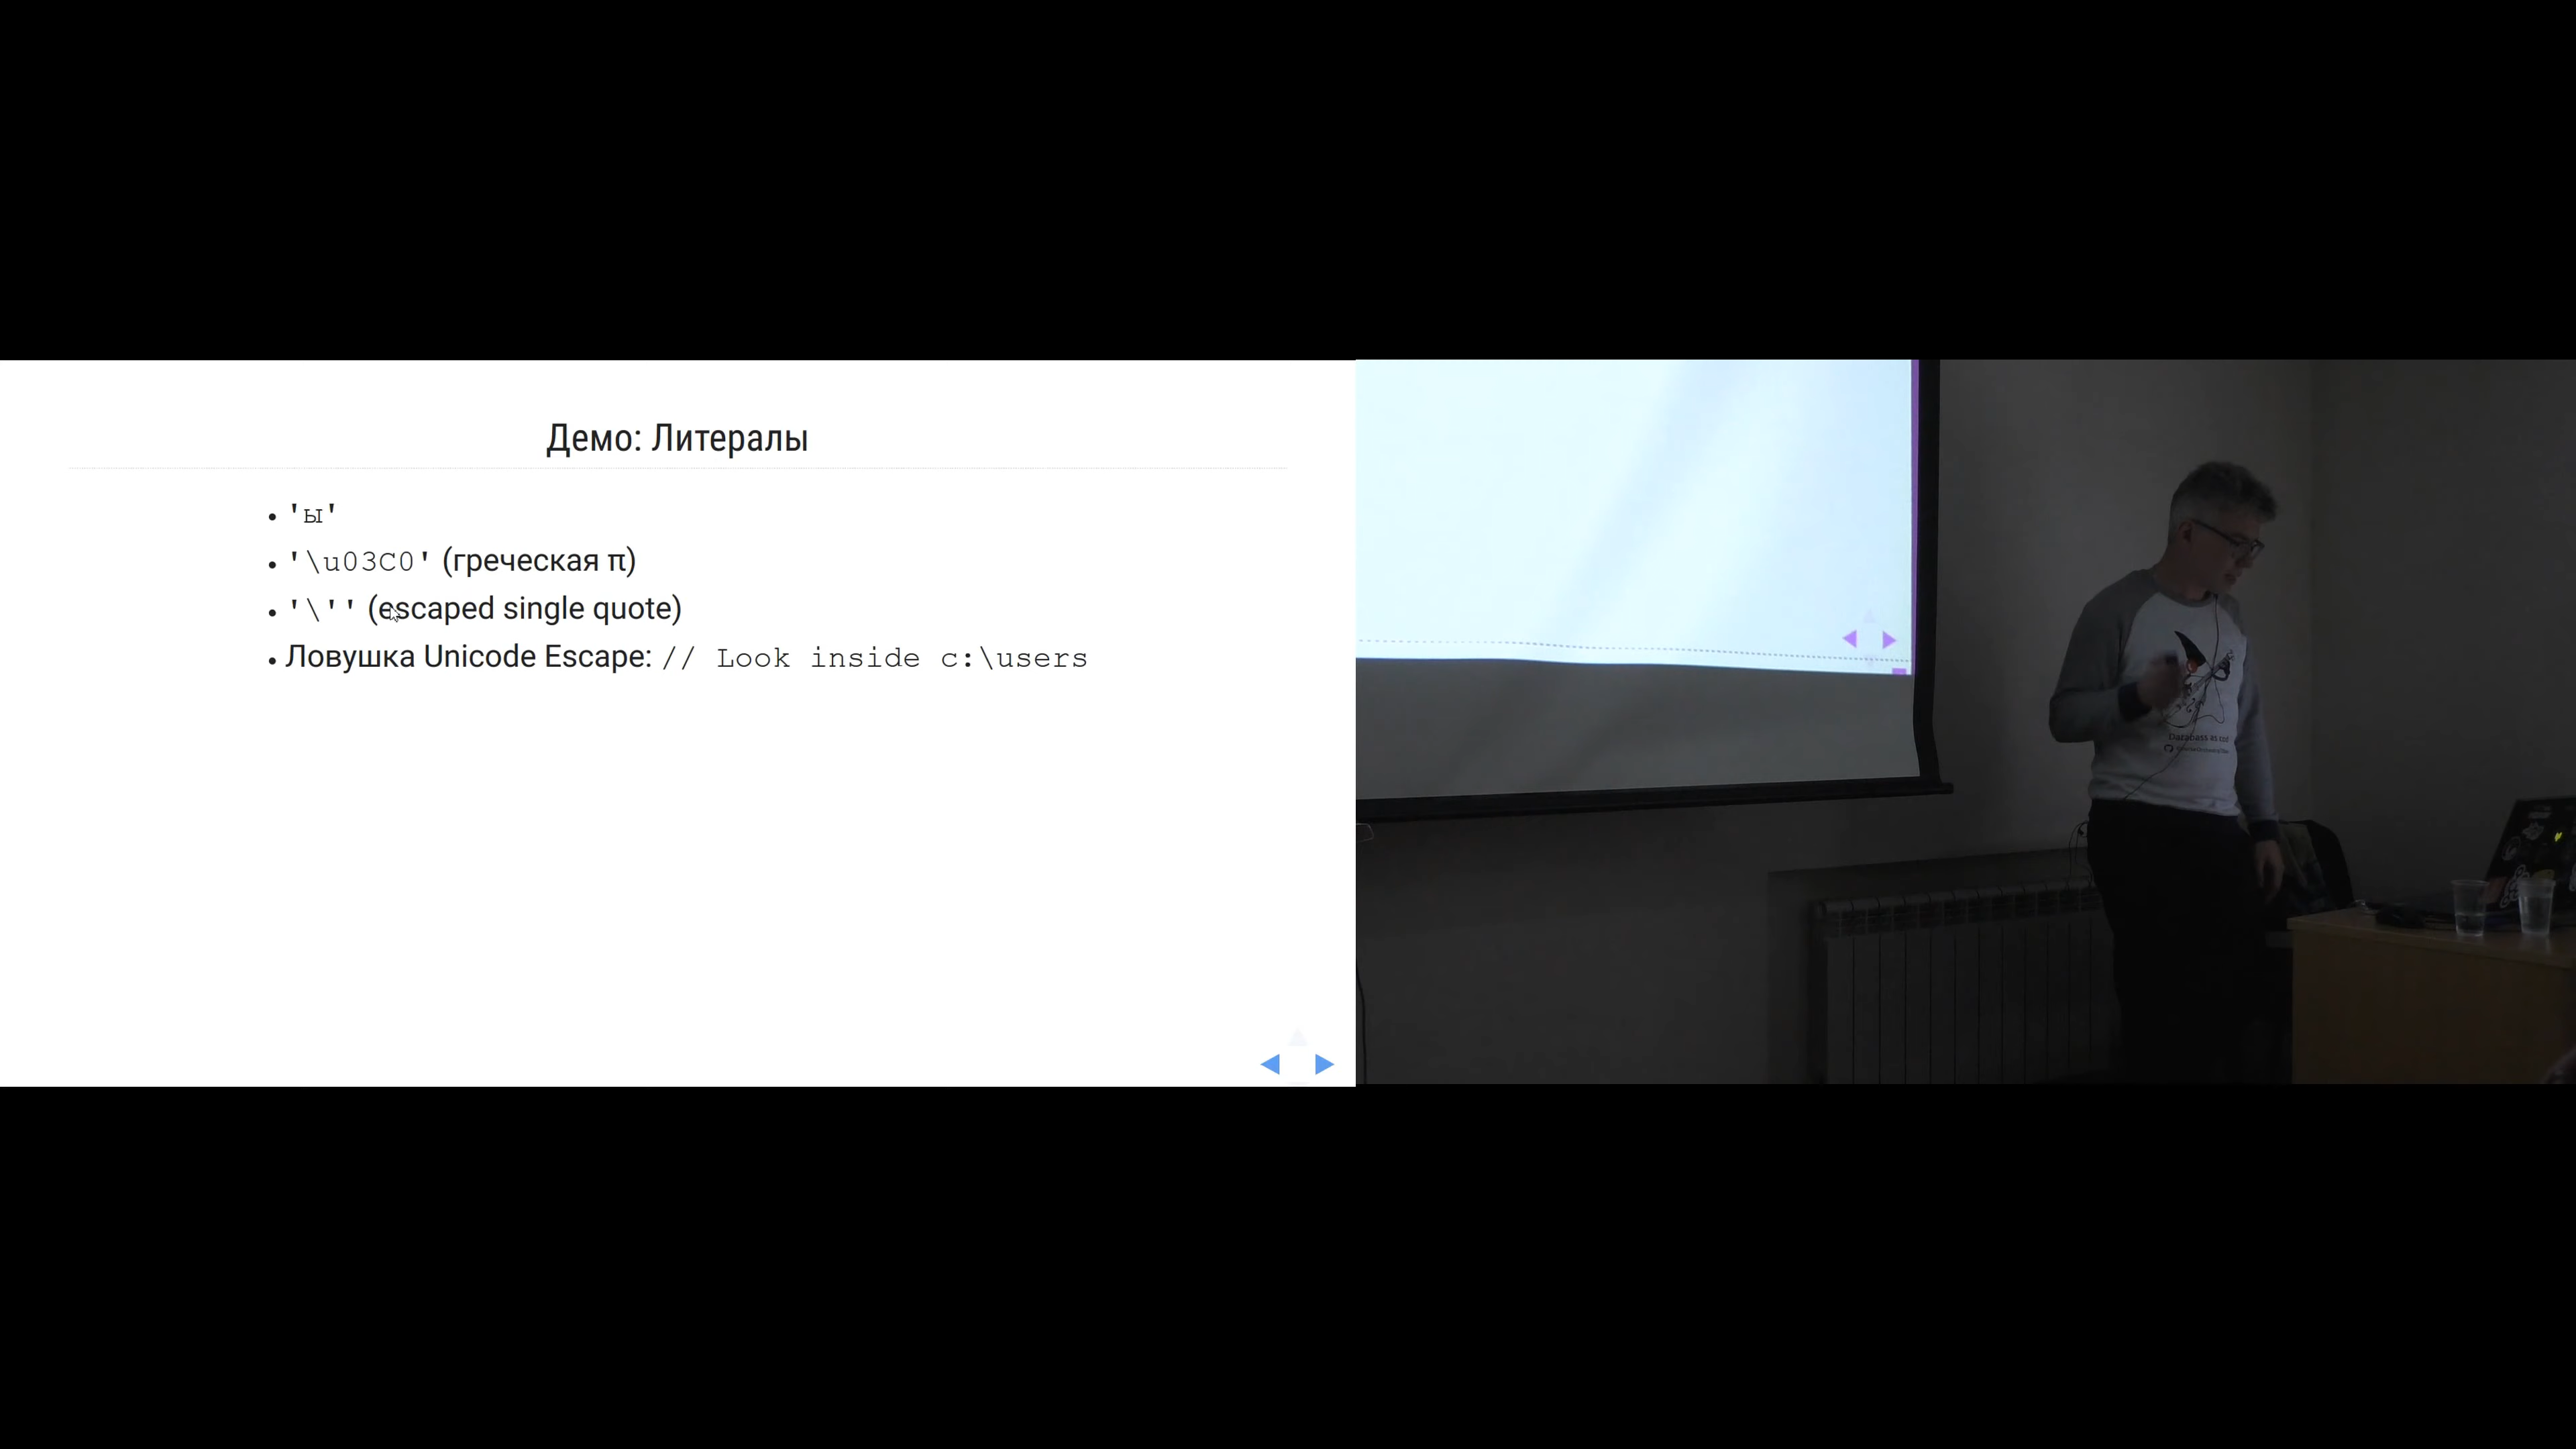 Демо: Литералы
'ы'
'\u03C0' (греческая π)
'\'' (escaped single quote)
Ловушка Unicode Escape: // Look inside c:\users